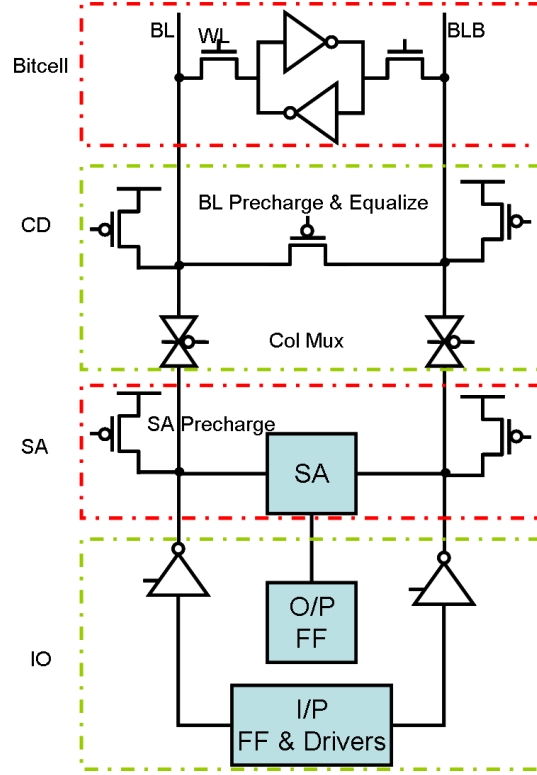 BL
BLB
WL
Bitcell
BL Precharge & Equalize
CD
Col Mux
SA Precharge
SA
SA
O/P
FF
IO
I/P
FF & Drivers